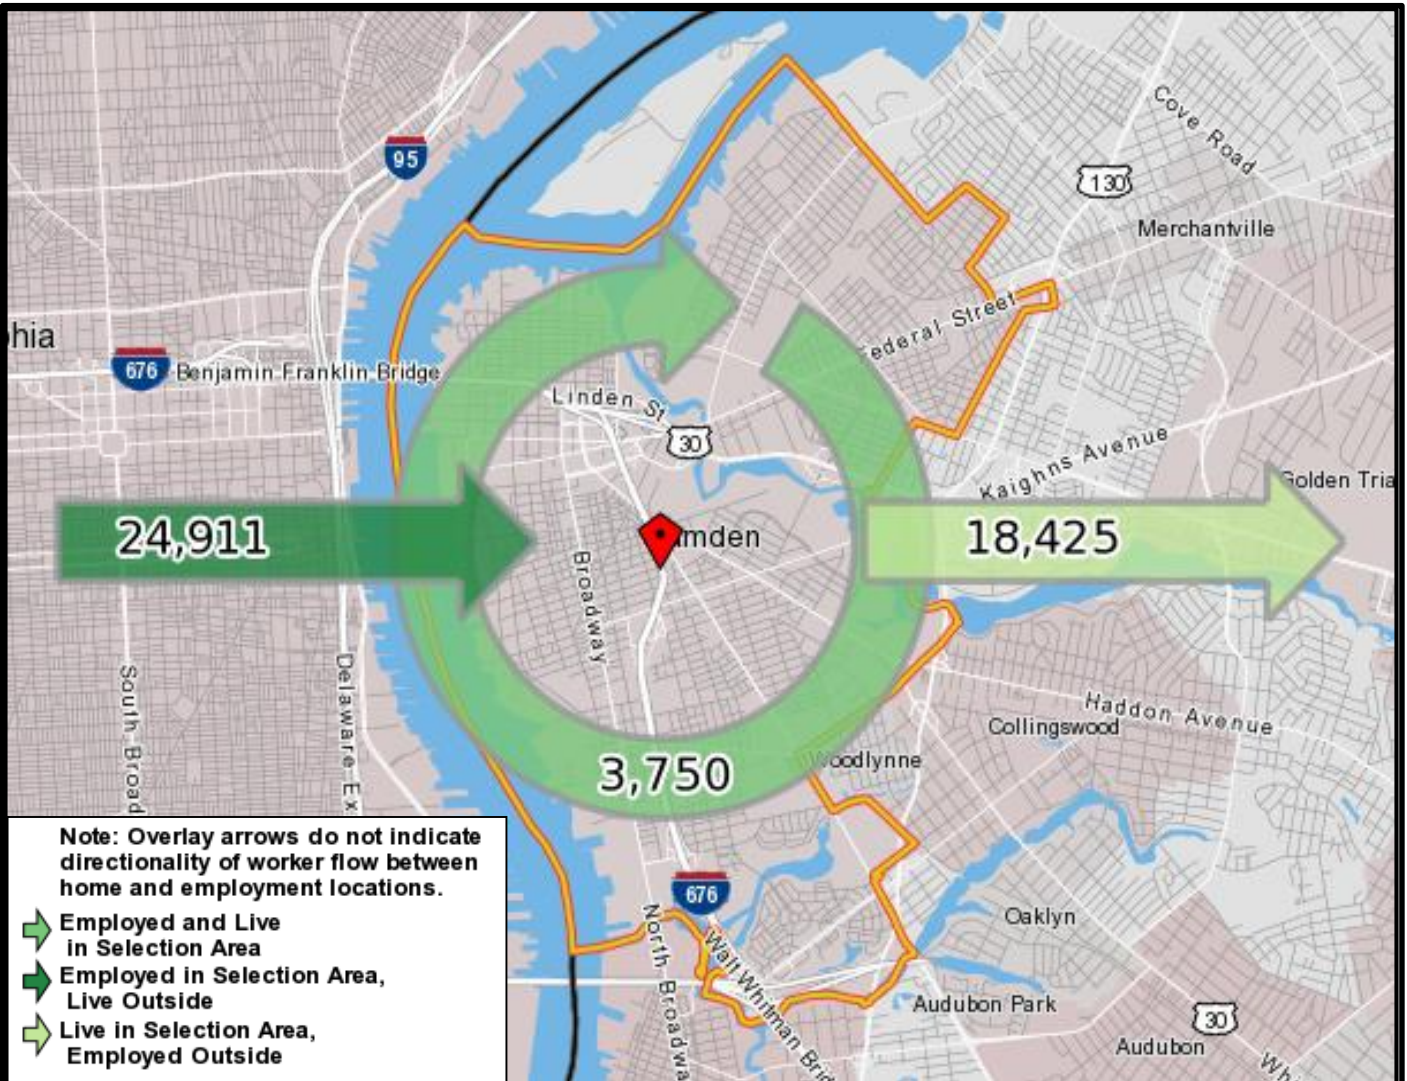 95
Cove Road
130
Merchantville
hia
676
Benjamin Franklin Bridge
Federal Street
Linden St
30
Kaighns Avenue
Golden Tria
24,911
amden
18,425
Broadway
South Broad
Delaware Ex
Haddon Avenue
Collingswood
Woodlynne
3,750
676
North Broadwa
Walt Whitman Brid
Oaklyn
Audubon Park
30
Audubon
Whi
Note: Overlay arrows do not indicate
directionality of worker flow between
home and employment locations.
Employed and Live
in Selection Area
Employed in Selection Area,
Live Outside
Live in Selection Area,
Employed Outside